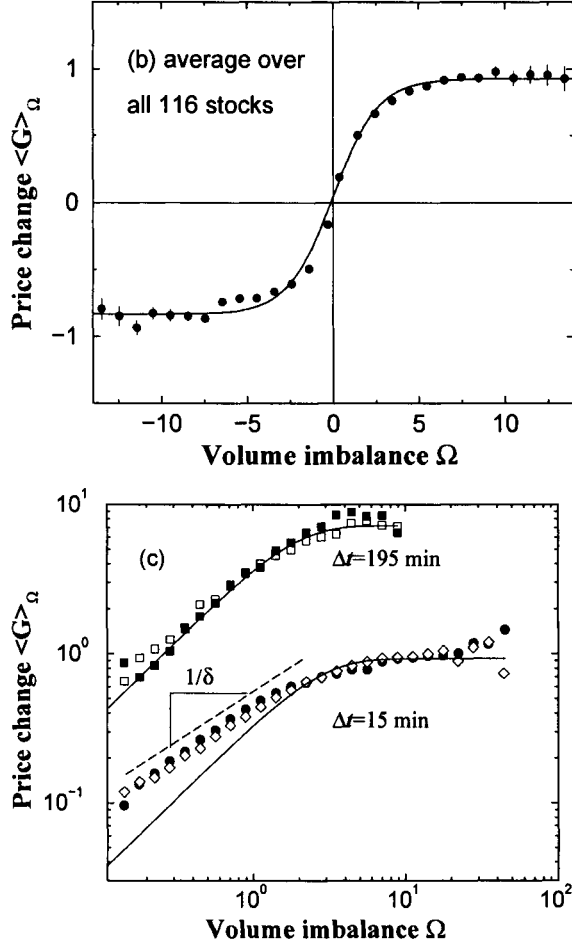 (b) average over
all 116 stocks
Price change <G>Ω
1
0
−1
−10
−5
0
5
10
Volume imbalance Ω
(c)
Δt=195 min
1/δ
Δt=15 min
Price change <G>Ω
10¹
10⁰
10⁻¹
10⁰
10¹
10²
Volume imbalance Ω